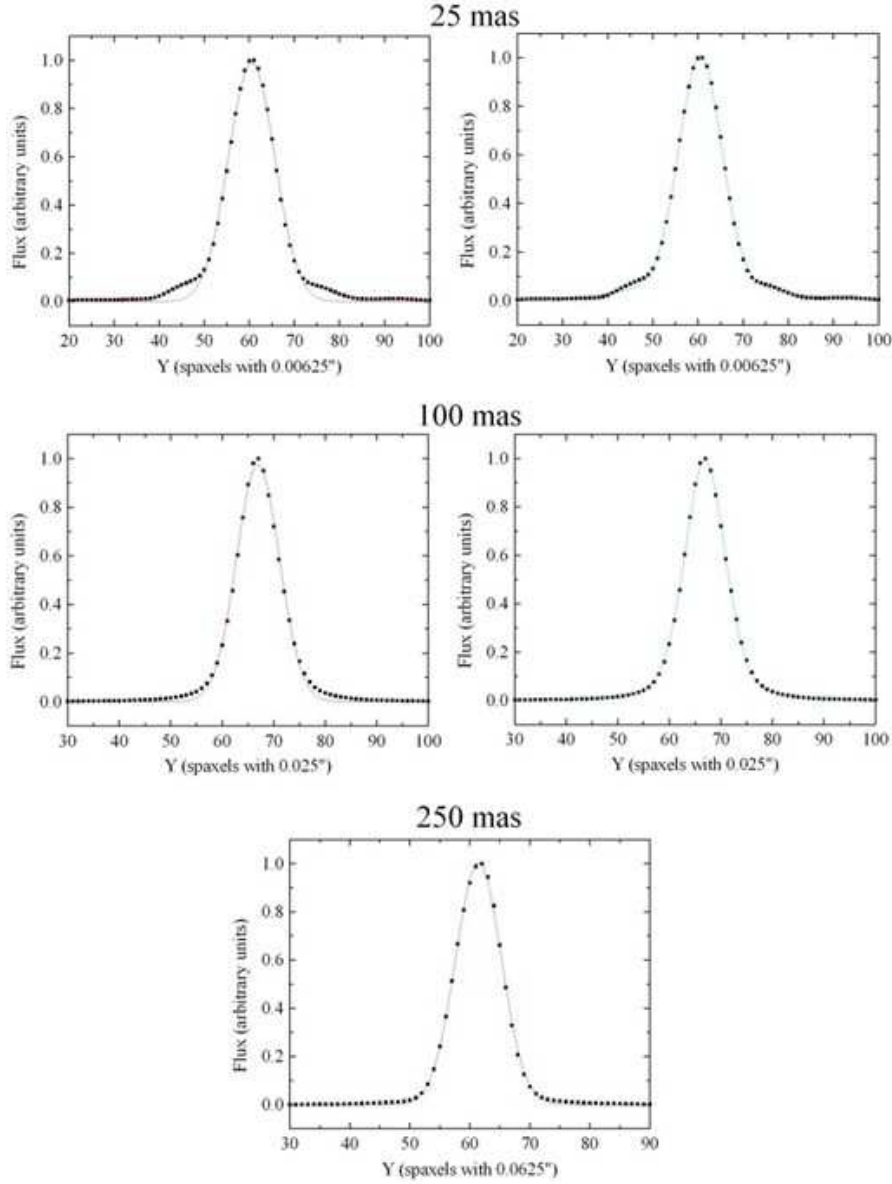 25 mas
1.0
0.8
0.6
0.4
0.2
0.0
Flux (arbitrary units)
20 30 40 50 60 70 80 90 100
Y (spaxels with 0.00625")
1.0
0.8
0.6
0.4
0.2
0.0
Flux (arbitrary units)
20 30 40 50 60 70 80 90 100
Y (spaxels with 0.00625")
100 mas
1.0
0.8
0.6
0.4
0.2
0.0
Flux (arbitrary units)
30 40 50 60 70 80 90 100
Y (spaxels with 0.025")
1.0
0.8
0.6
0.4
0.2
0.0
Flux (arbitrary units)
30 40 50 60 70 80 90 100
Y (spaxels with 0.025")
250 mas
1.0
0.8
0.6
0.4
0.2
0.0
Flux (arbitrary units)
30 40 50 60 70 80 90
Y (spaxels with 0.0625")